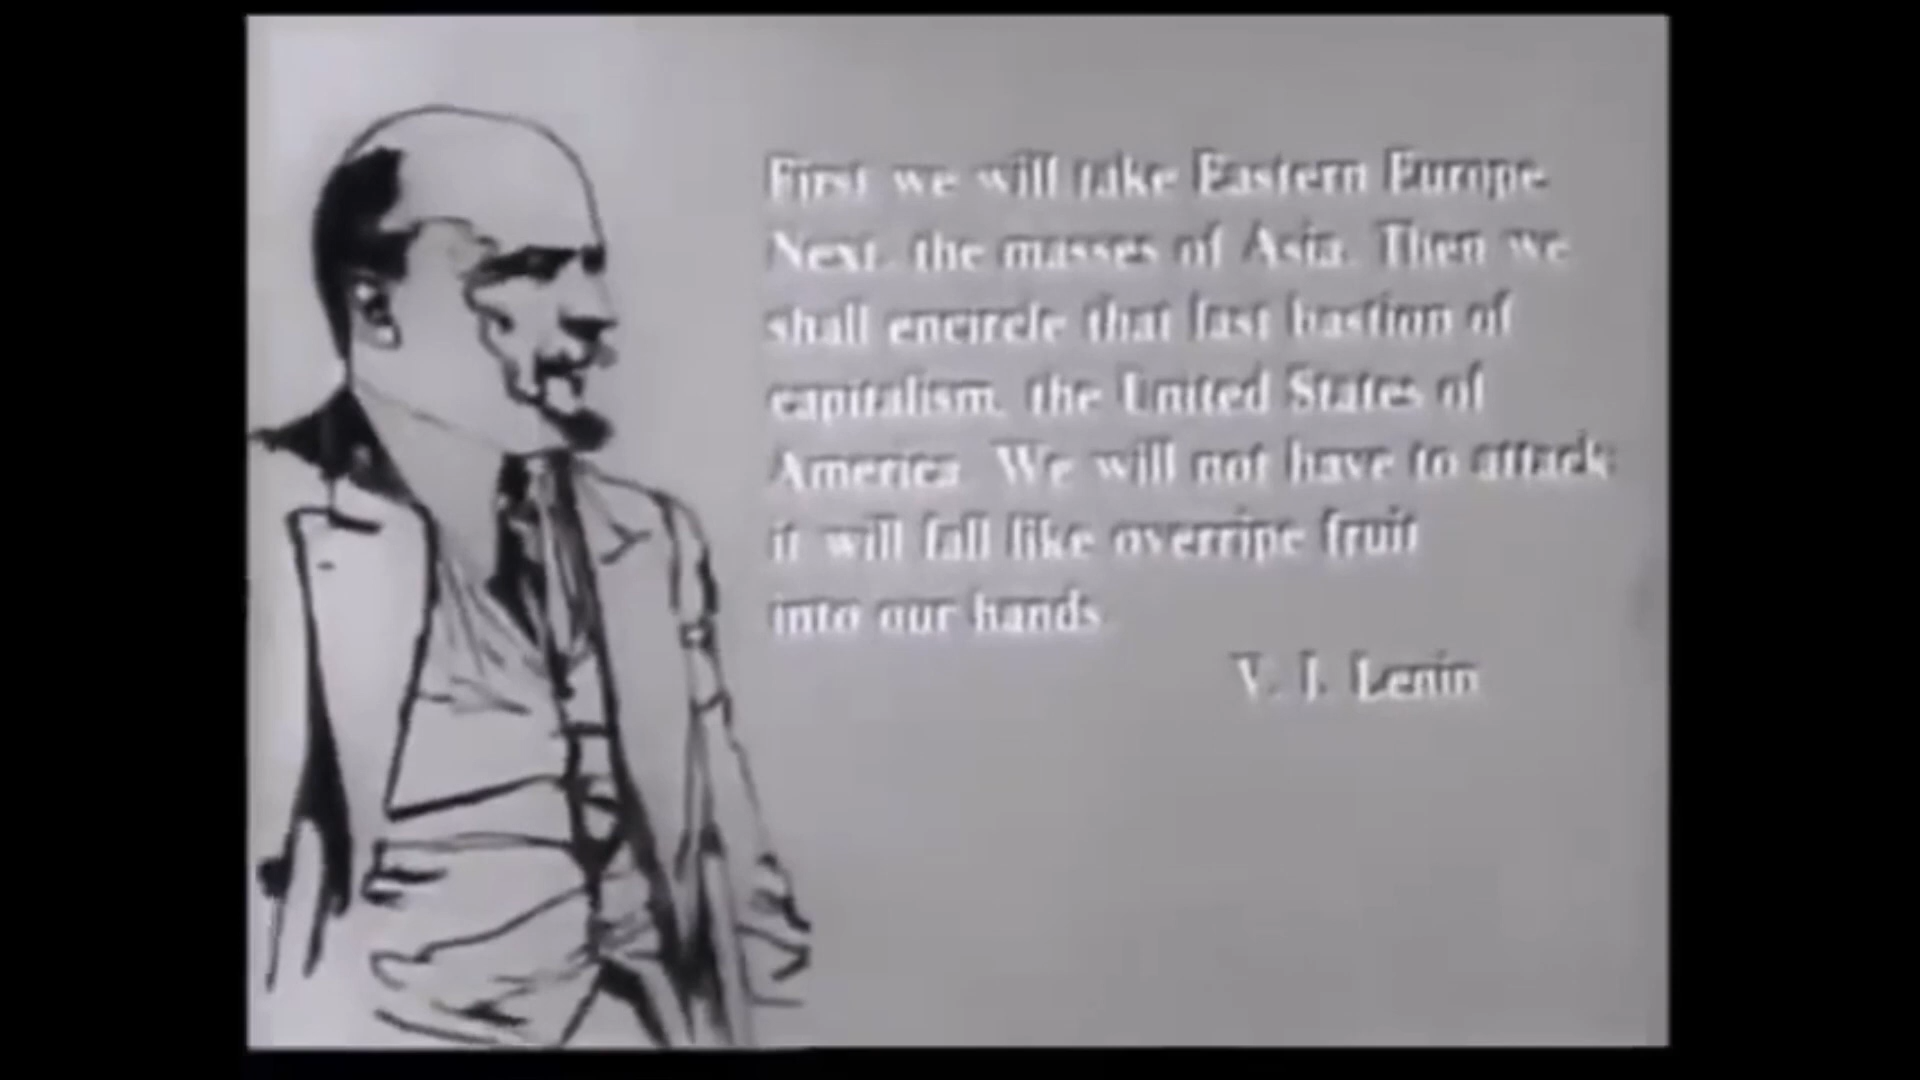 First we will take Eastern Europe.
Next, the masses of Asia. Then we
shall encircle that last bastion of
capitalism, the United States of
America. We will not have to attack
it will fall like overripe fruit
into our hands.
V. I. Lenin